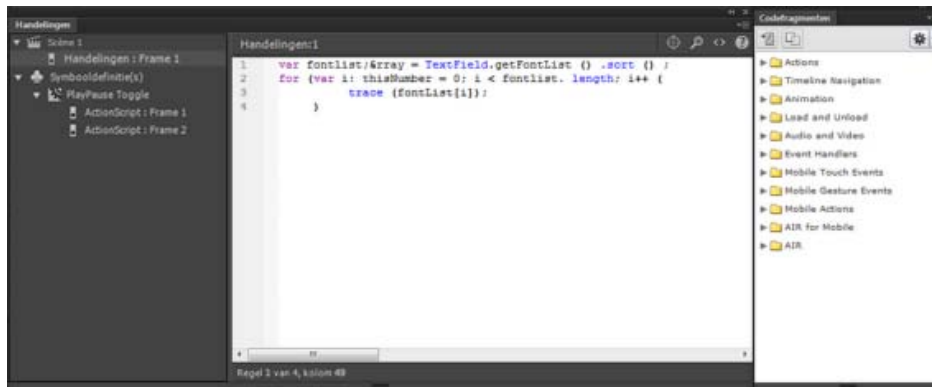 Handelingen
Scène 1
Handelingen : Frame 1
Symbooldefinitie(s)
PlayPause Toggle
ActionScript : Frame 1
ActionScript : Frame 2
Handelingen:1
1 var fontlist/&rray = TextField.getFontList () .sort () ;
2 for (var i: thisNumber = 0; i < fontlist. length; i++ {
3 trace (fontList[i]);
4 }
Regel 1 van 4, kolom 49
Codefragmenten
Actions
Timeline Navigation
Animation
Load and Unload
Audio and Video
Event Handlers
Mobile Touch Events
Mobile Gesture Events
Mobile Actions
AIR for Mobile
AIR